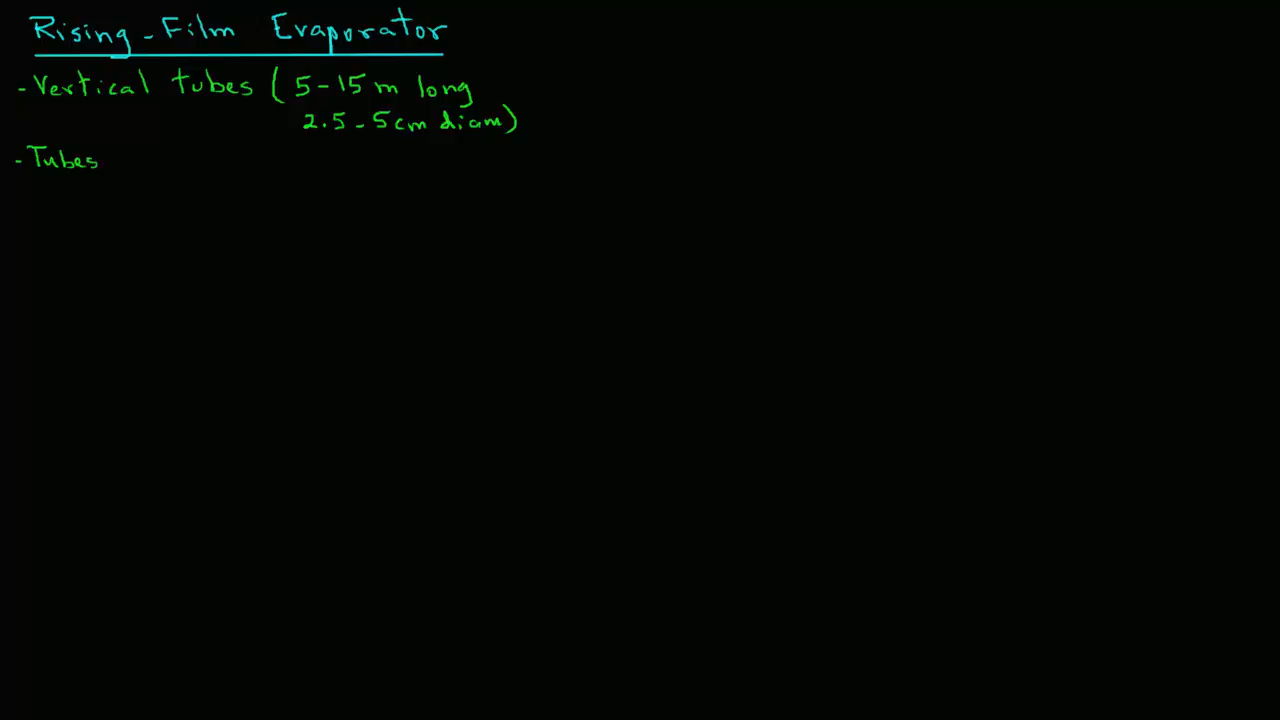 Rising-Film Evaporator
- Vertical tubes (5-15 m long
2.5-5cm diam)
- Tubes